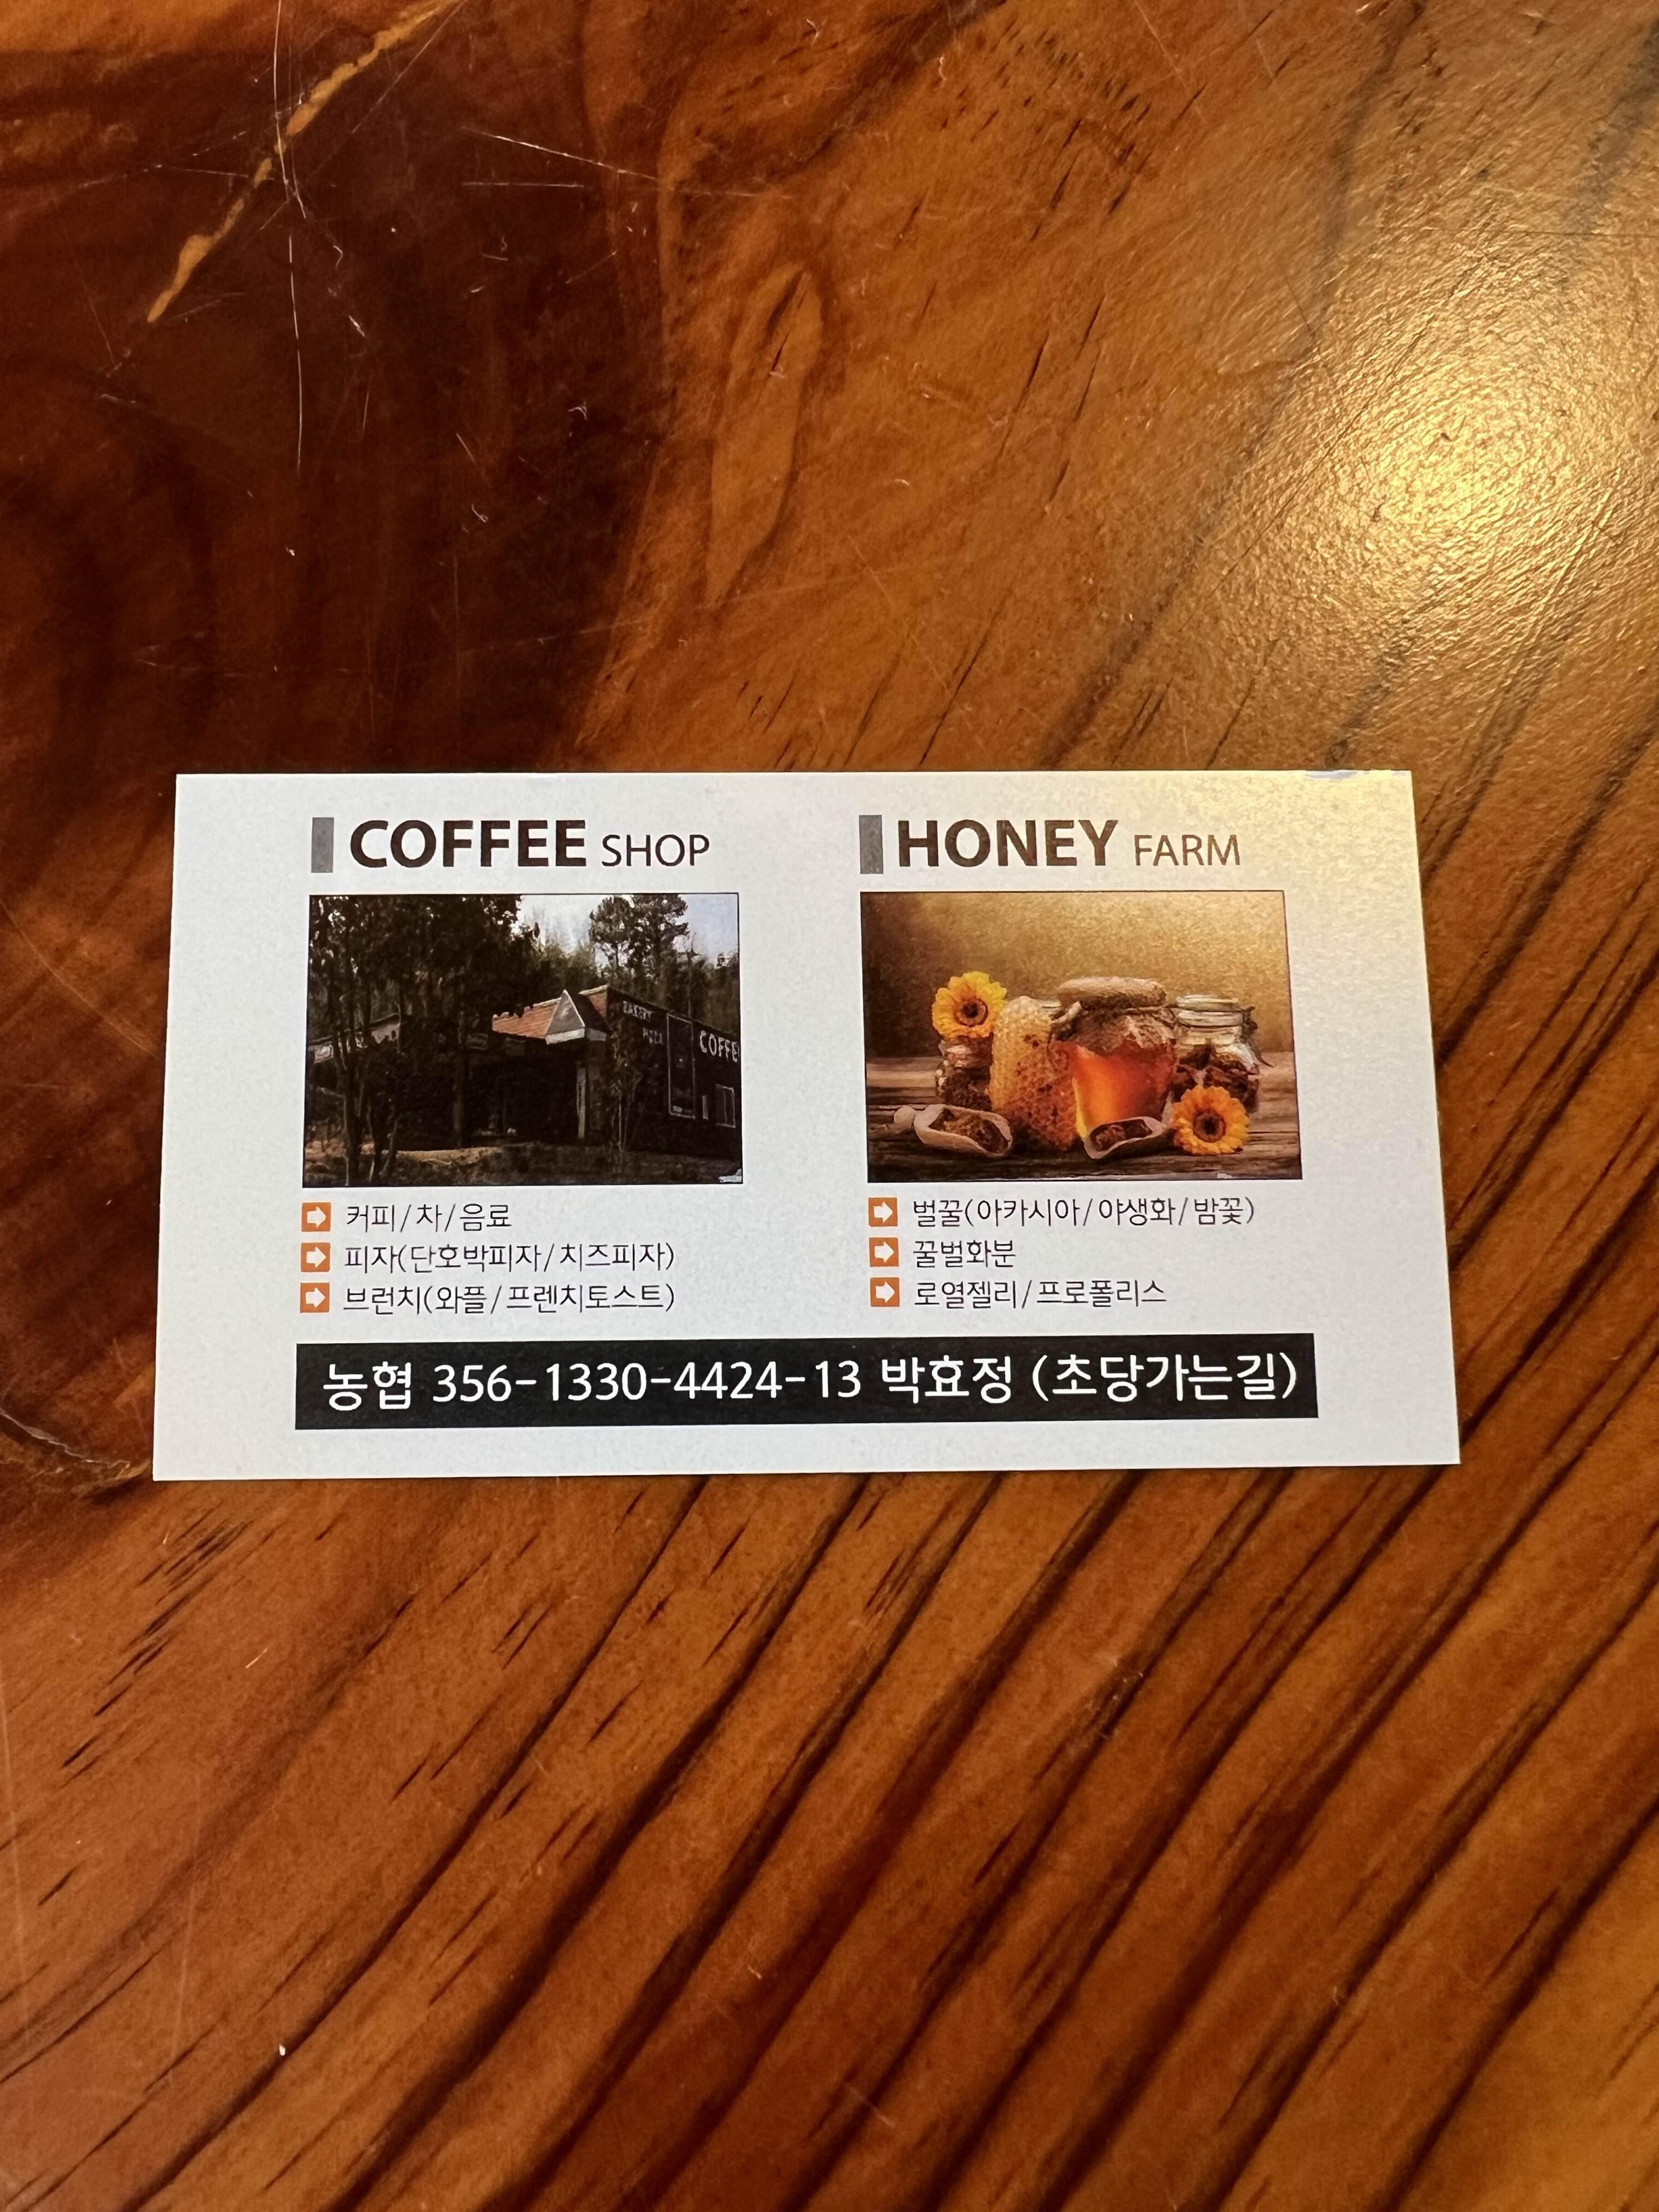 COFFEE SHOP
COFFE
커피/차/음료
피자(단호박피자/치즈피자)
브런치(와플/프렌치토스트)
HONEY FARM
벌꿀(아카시아/야생화/밤꽃)
꿀벌화분
로열젤리/프로폴리스
농협 356-1330-4424-13 박효정 (초당가는길)